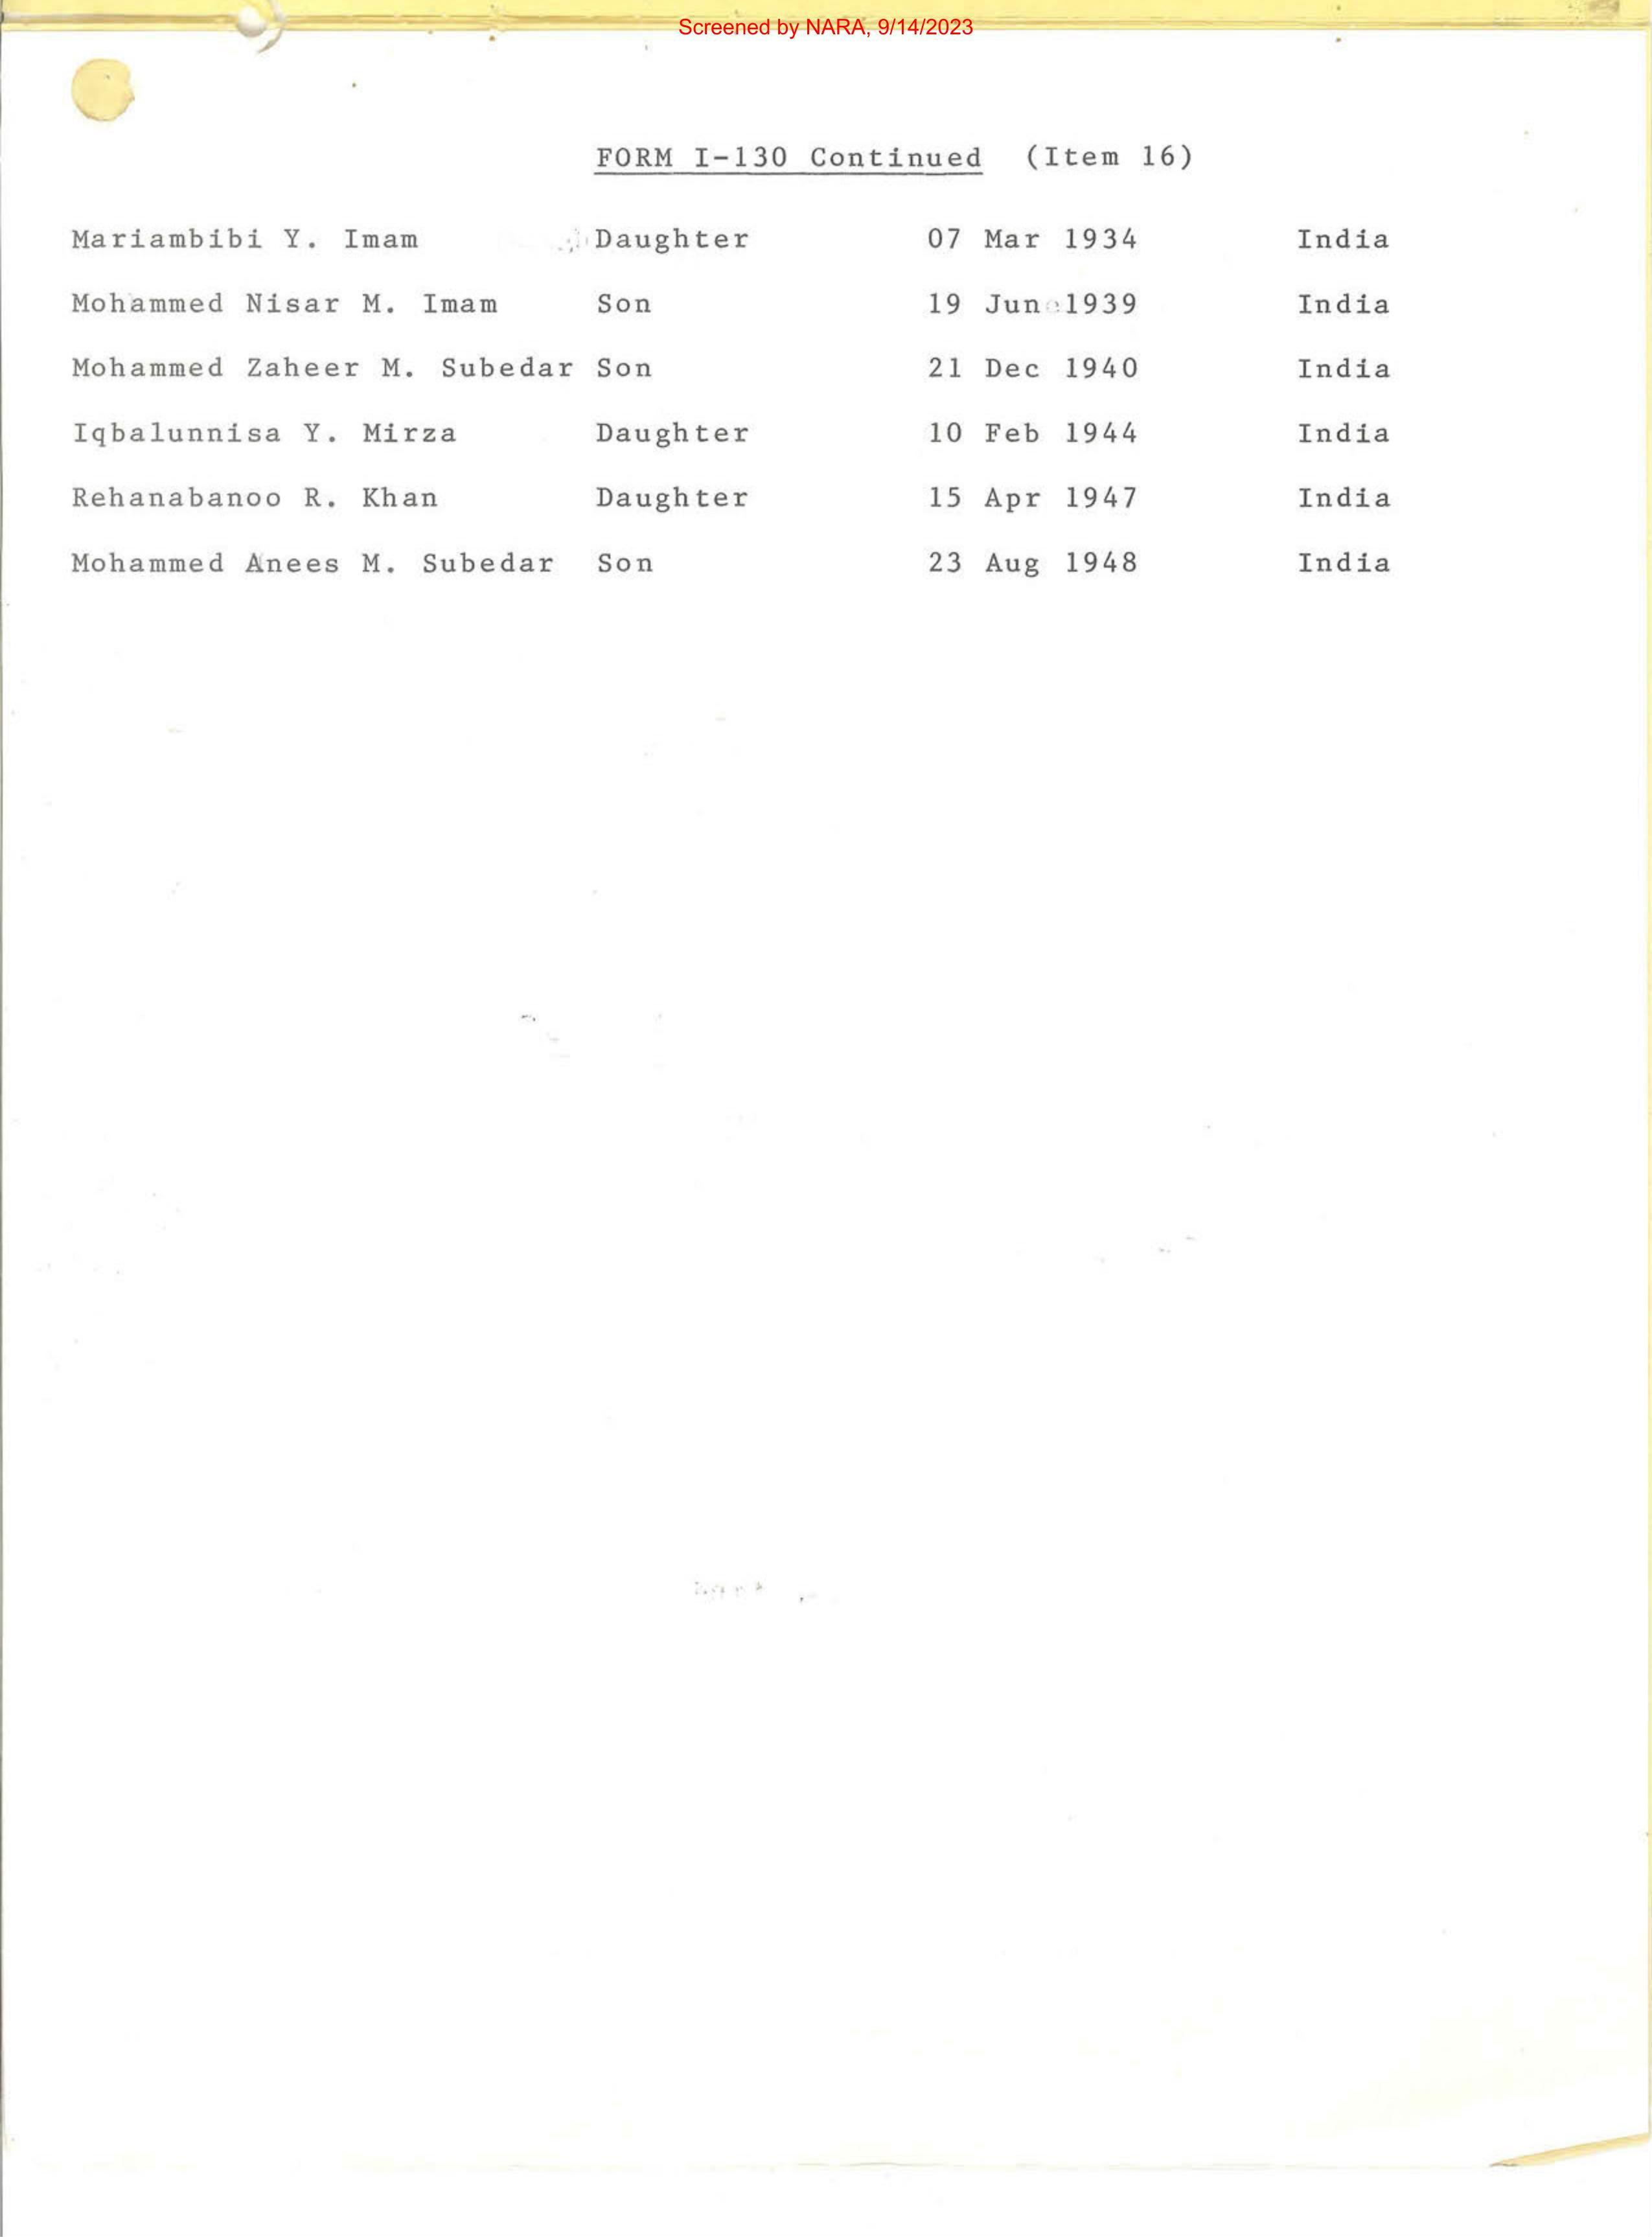 Screened by NARA, 9/14/2023
FORM I-130 Continued (Item 16)
Mariambibi Y. Imam Daughter 07 Mar 1934 India
Mohammed Nisar M. Imam Son 19 Jun 1939 India
Mohammed Zaheer M. Subedar Son 21 Dec 1940 India
Iqbalunnisa Y. Mirza Daughter 10 Feb 1944 India
Rehanabanoo R. Khan Daughter 15 Apr 1947 India
Mohammed Anees M. Subedar Son 23 Aug 1948 India